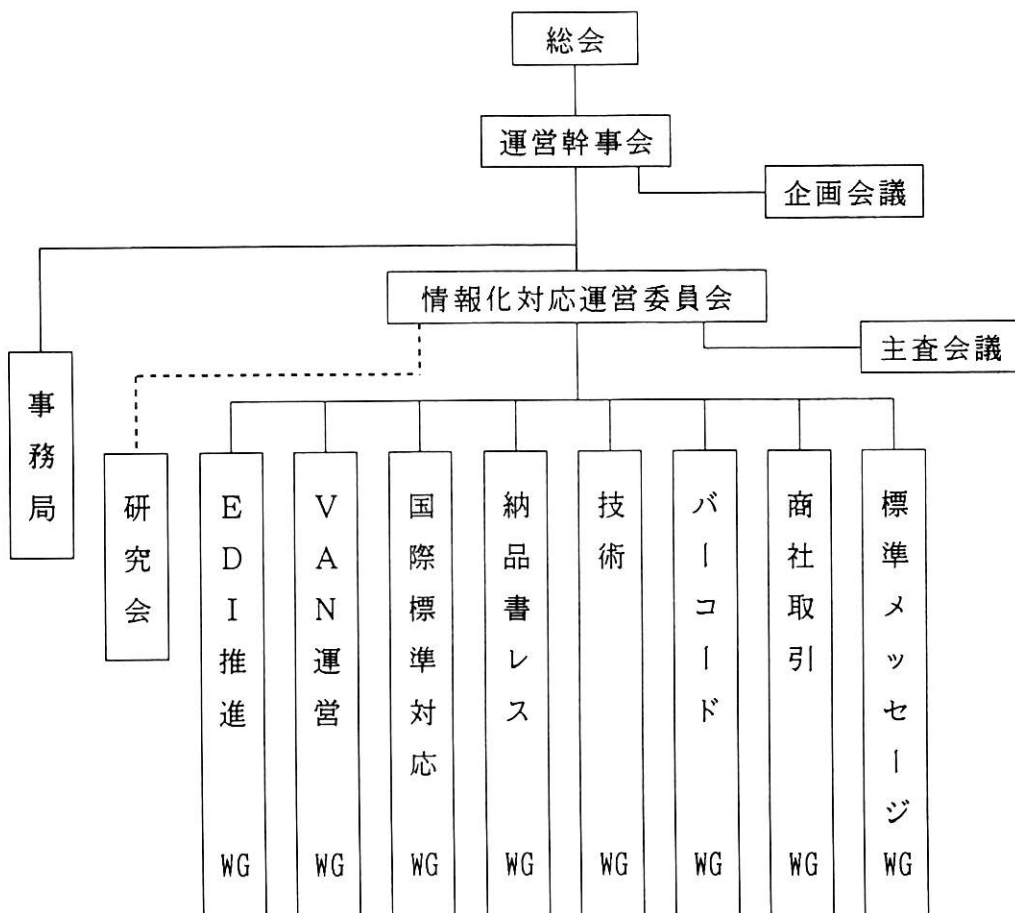 総会
運営幹事会
企画会議
情報化対応運営委員会
主査会議
事務局
研究会
EDI推進WG
VAN運営WG
国際標準対応WG
納品書レスWG
技術WG
バーコードWG
商社取引WG
標準メッセージWG